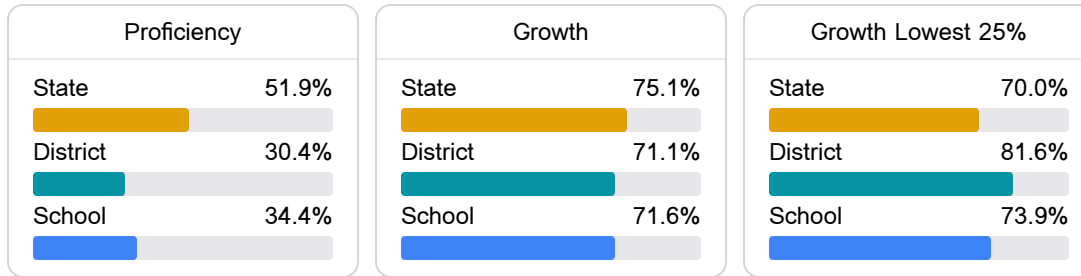 Proficiency
State 51.9%
District 30.4%
School 34.4%
Growth
State 75.1%
District 71.1%
School 71.6%
Growth Lowest 25%
State 70.0%
District 81.6%
School 73.9%